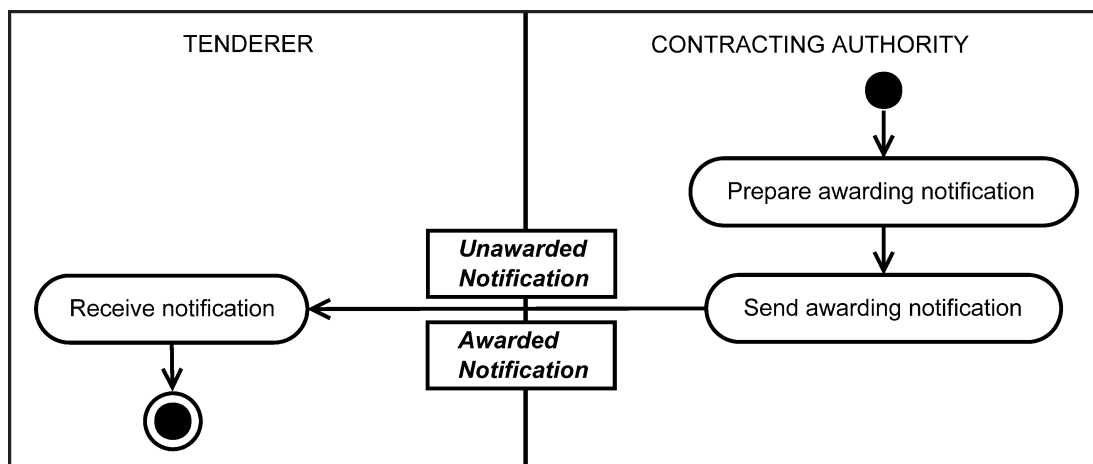 TENDERER
CONTRACTING AUTHORITY
Prepare awarding notification
Unawarded
Notification
Receive notification
Send awarding notification
Awarded
Notification